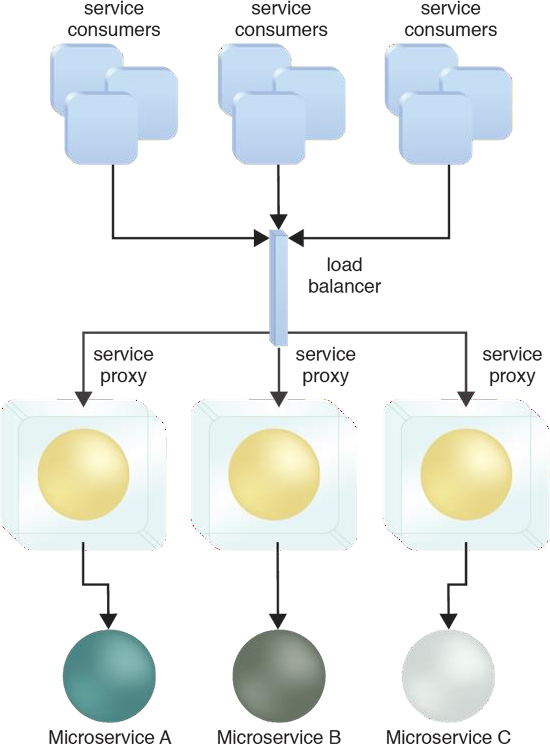 service
consumers
service
consumers
service
consumers
load
balancer
service
proxy
service
proxy
service
proxy
Microservice A
Microservice B
Microservice C